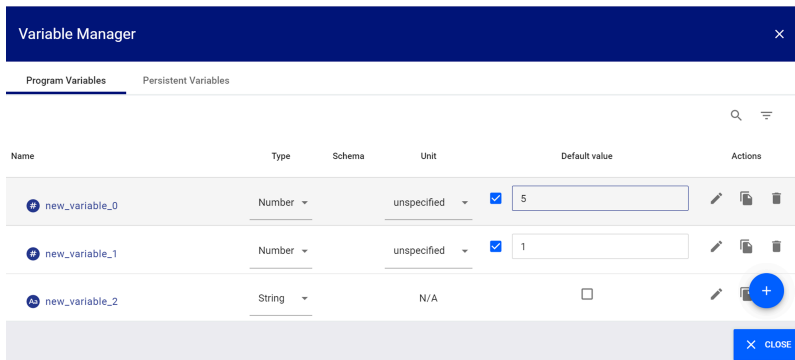 Variable Manager
Program Variables Persistent Variables
Name Type Schema Unit Default value Actions
# new_variable_0 Number unspecified 5
# new_variable_1 Number unspecified 1
Aa new_variable_2 String N/A
CLOSE